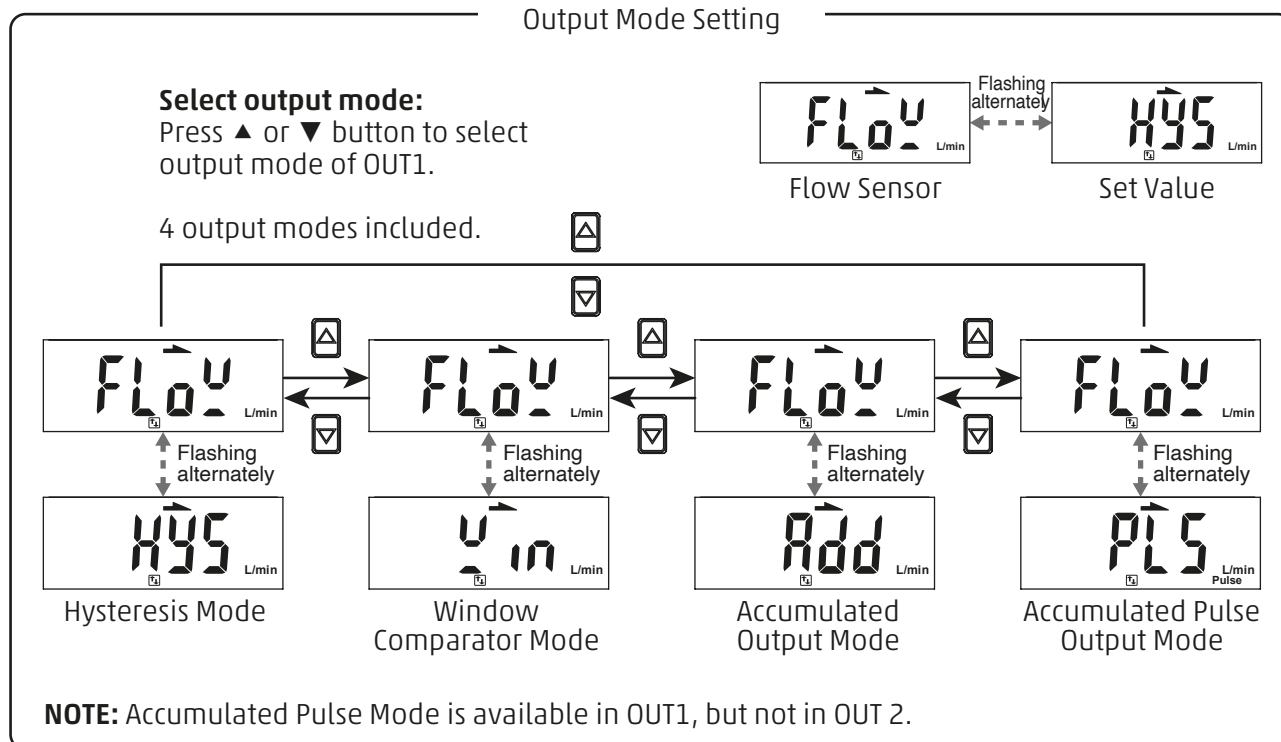 Output Mode Setting
Select output mode:
Press ▲ or ▼ button to select
output mode of OUT1.
4 output modes included.
FLoW
L/min
Flashing
alternately
HYS
L/min
Flow Sensor
Set Value
FLoW
L/min
FLoW
L/min
FLoW
L/min
FLoW
L/min
Flashing
alternately
Flashing
alternately
Flashing
alternately
Flashing
alternately
HYS
L/min
Win
L/min
Add
L/min
PLS
L/min
Pulse
Hysteresis Mode
Window
Comparator Mode
Accumulated
Output Mode
Accumulated Pulse
Output Mode
NOTE: Accumulated Pulse Mode is available in OUT1, but not in OUT 2.